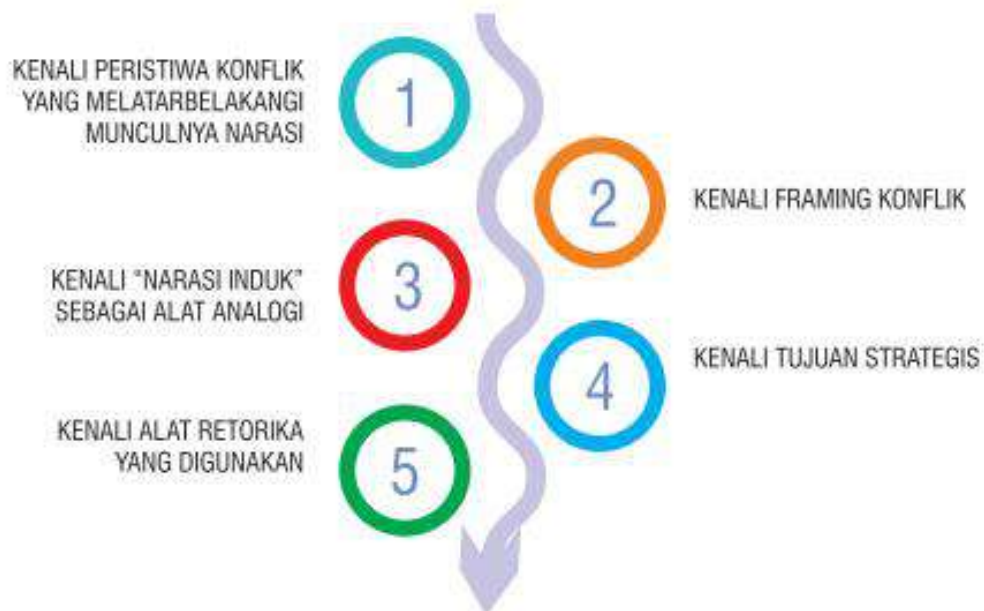 1
KENALI PERISTIWA KONFLIK
YANG MELATARBELAKANGI
MUNCULNYA NARASI
2
KENALI FRAMING KONFLIK
3
KENALI "NARASI INDUK"
SEBAGAI ALAT ANALOGI
4
KENALI TUJUAN STRATEGIS
5
KENALI ALAT RETORIKA
YANG DIGUNAKAN